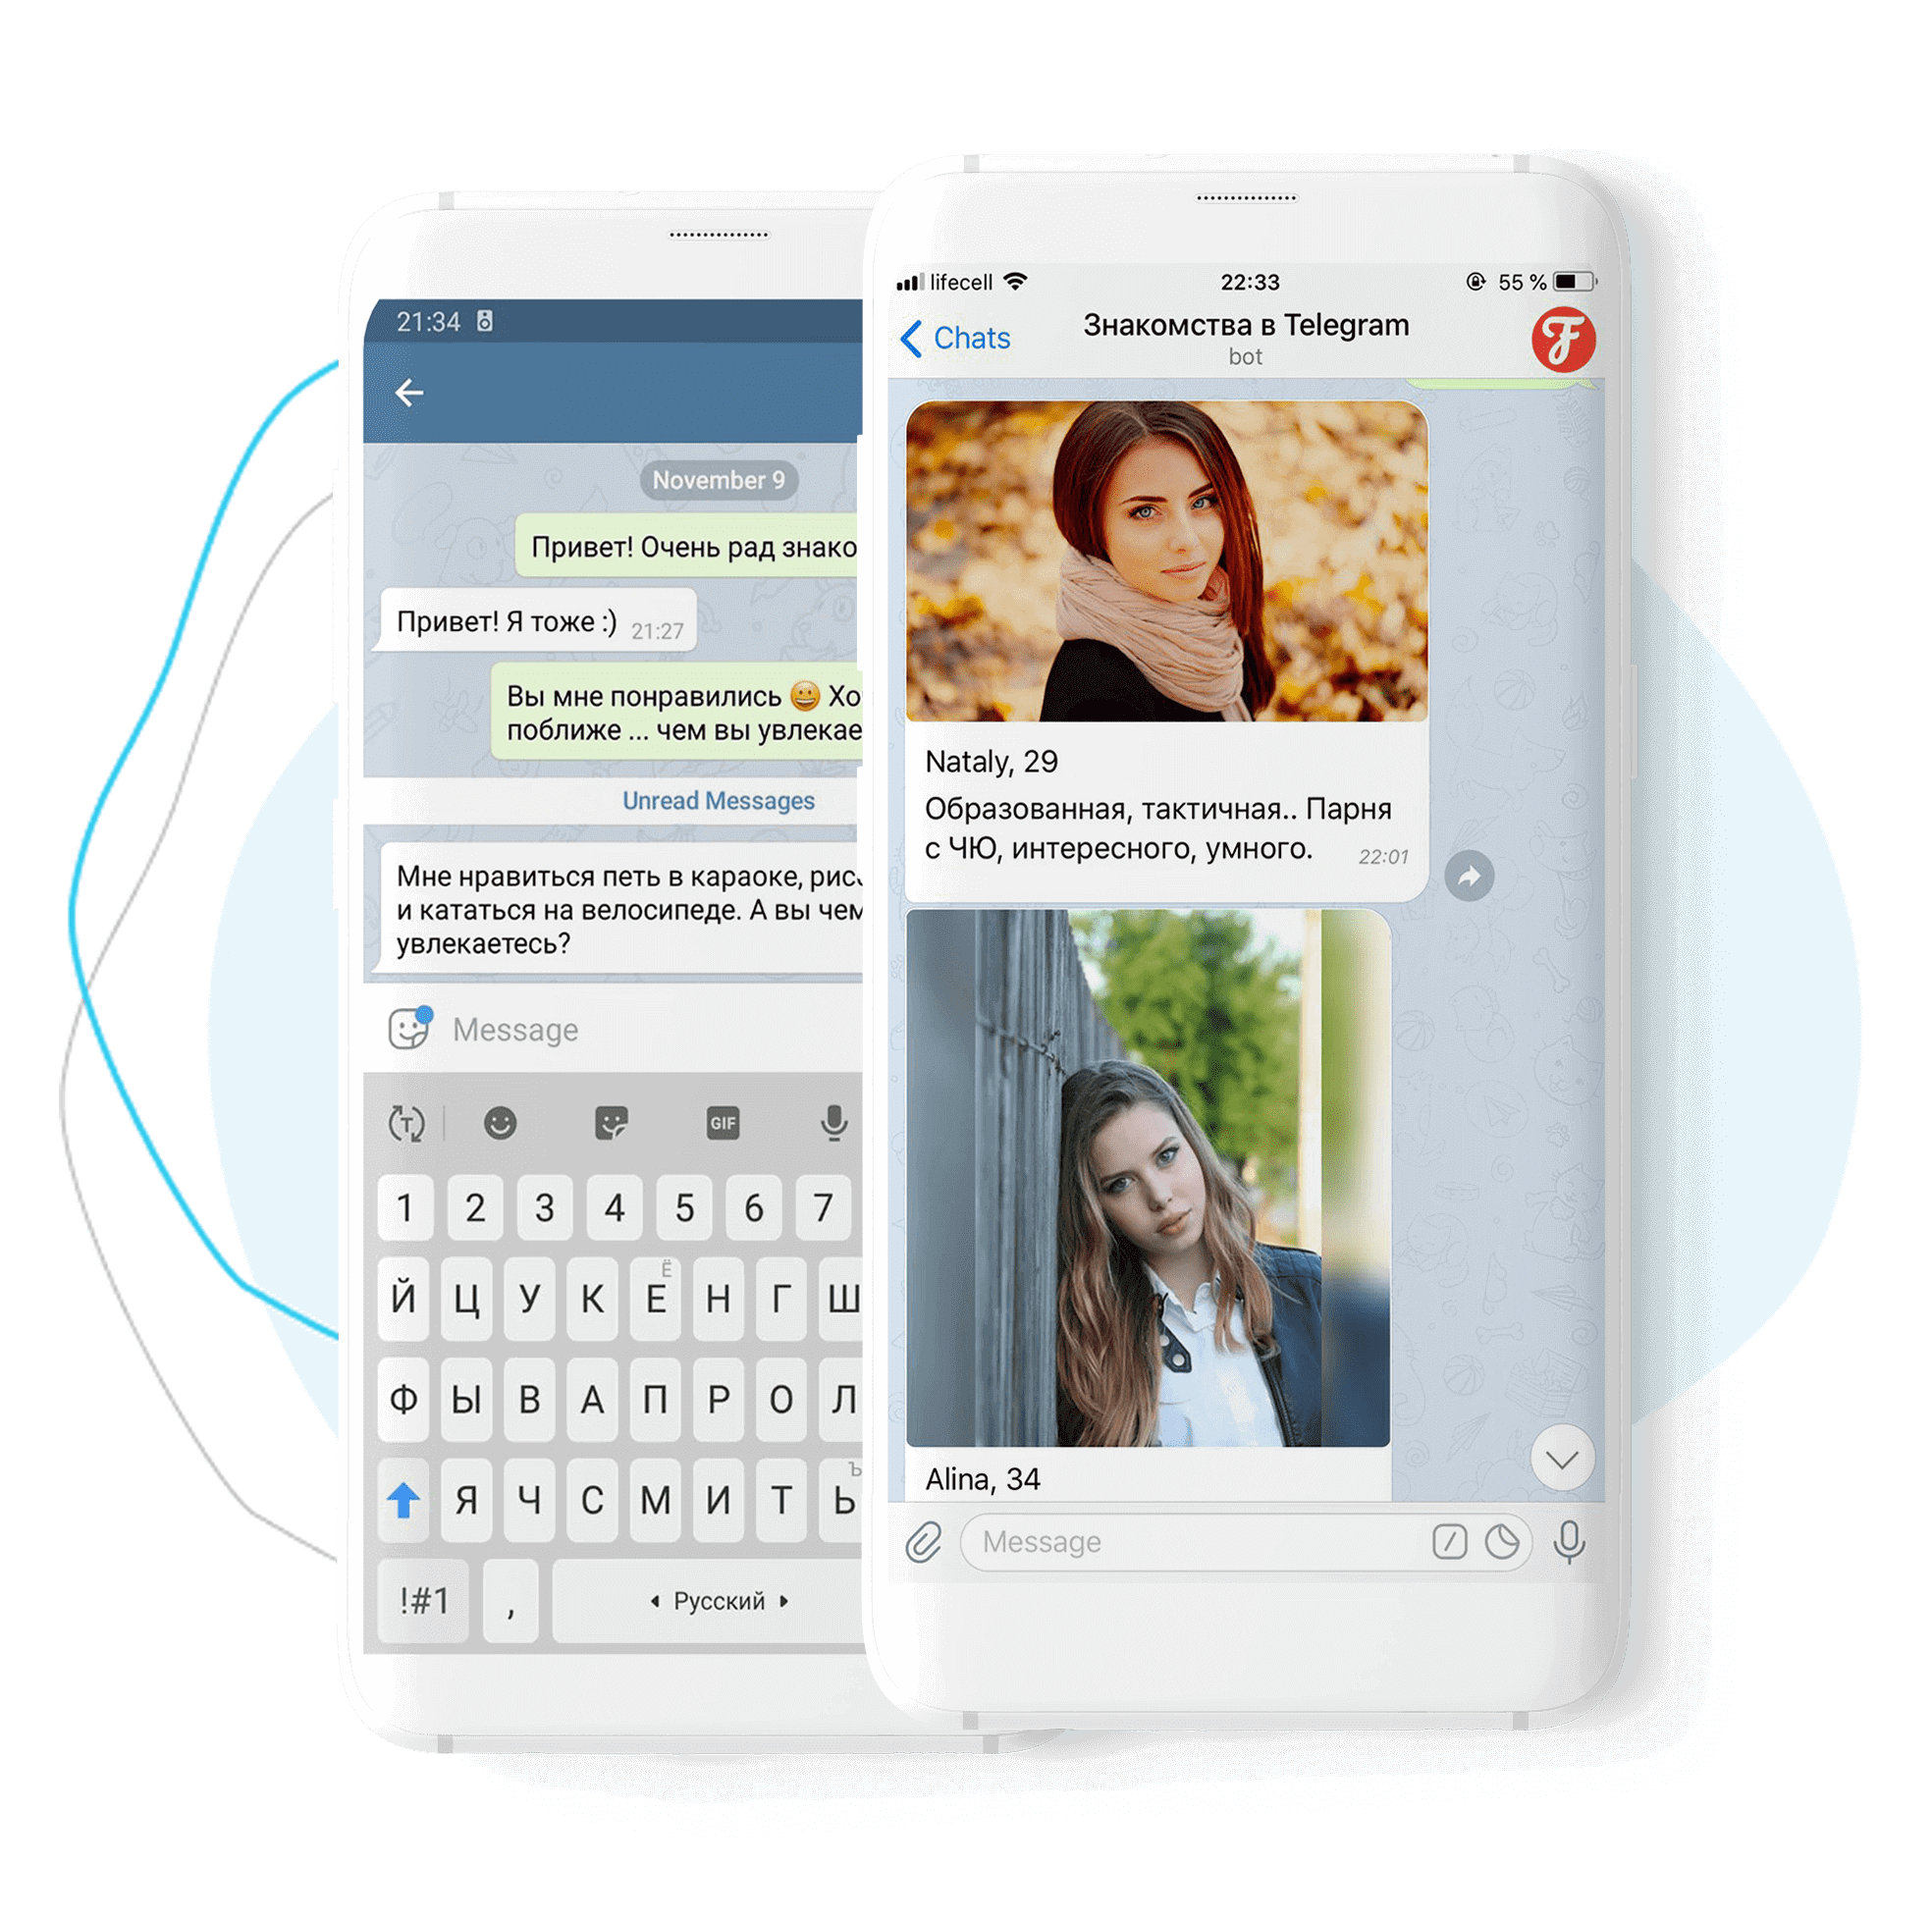 21:34
November 9
Привет! Очень рад знако
Привет! Я тоже :) 21:27
Вы мне понравились 😀 Хо
поближе ... чем вы увлекае
Unread Messages
Мне нравиться петь в караоке, рис
и кататься на велосипеде. А вы чем
увлекаетесь?
Message
GIF
1 2 3 4 5 6 7
Й Ц У К Е Ё Н Г Ш
Ф Ы В А П Р О Л
Я Ч С М И Т Ь Ъ
!#1 , Русский
lifecell 22:33 55 %
Chats
Знакомства в Telegram
bot
F
Nataly, 29
Образованная, тактичная.. Парня
с ЧЮ, интересного, умного. 22:01
Alina, 34
Message